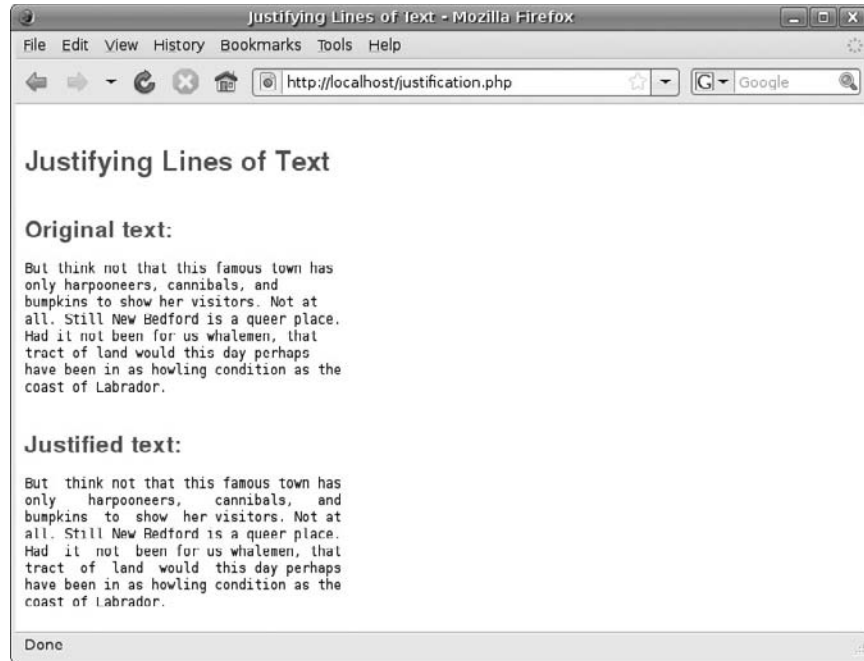 Justifying Lines of Text - Mozilla Firefox
File Edit View History Bookmarks Tools Help
http://localhost/justification.php
G Google
Justifying Lines of Text
Original text:
But think not that this famous town has
only harpooneers, cannibals, and
bumpkins to show her visitors. Not at
all. Still New Bedford is a queer place.
Had it not been for us whalemen, that
tract of land would this day perhaps
have been in as howling condition as the
coast of Labrador.
Justified text:
But  think not that this famous town has
only    harpooneers,    cannibals,    and
bumpkins  to  show  her visitors. Not at
all. Still New Bedford is a queer place.
Had  it  not  been for us whalemen, that
tract  of  land  would  this day perhaps
have been in as howling condition as the
coast of Labrador.
Done